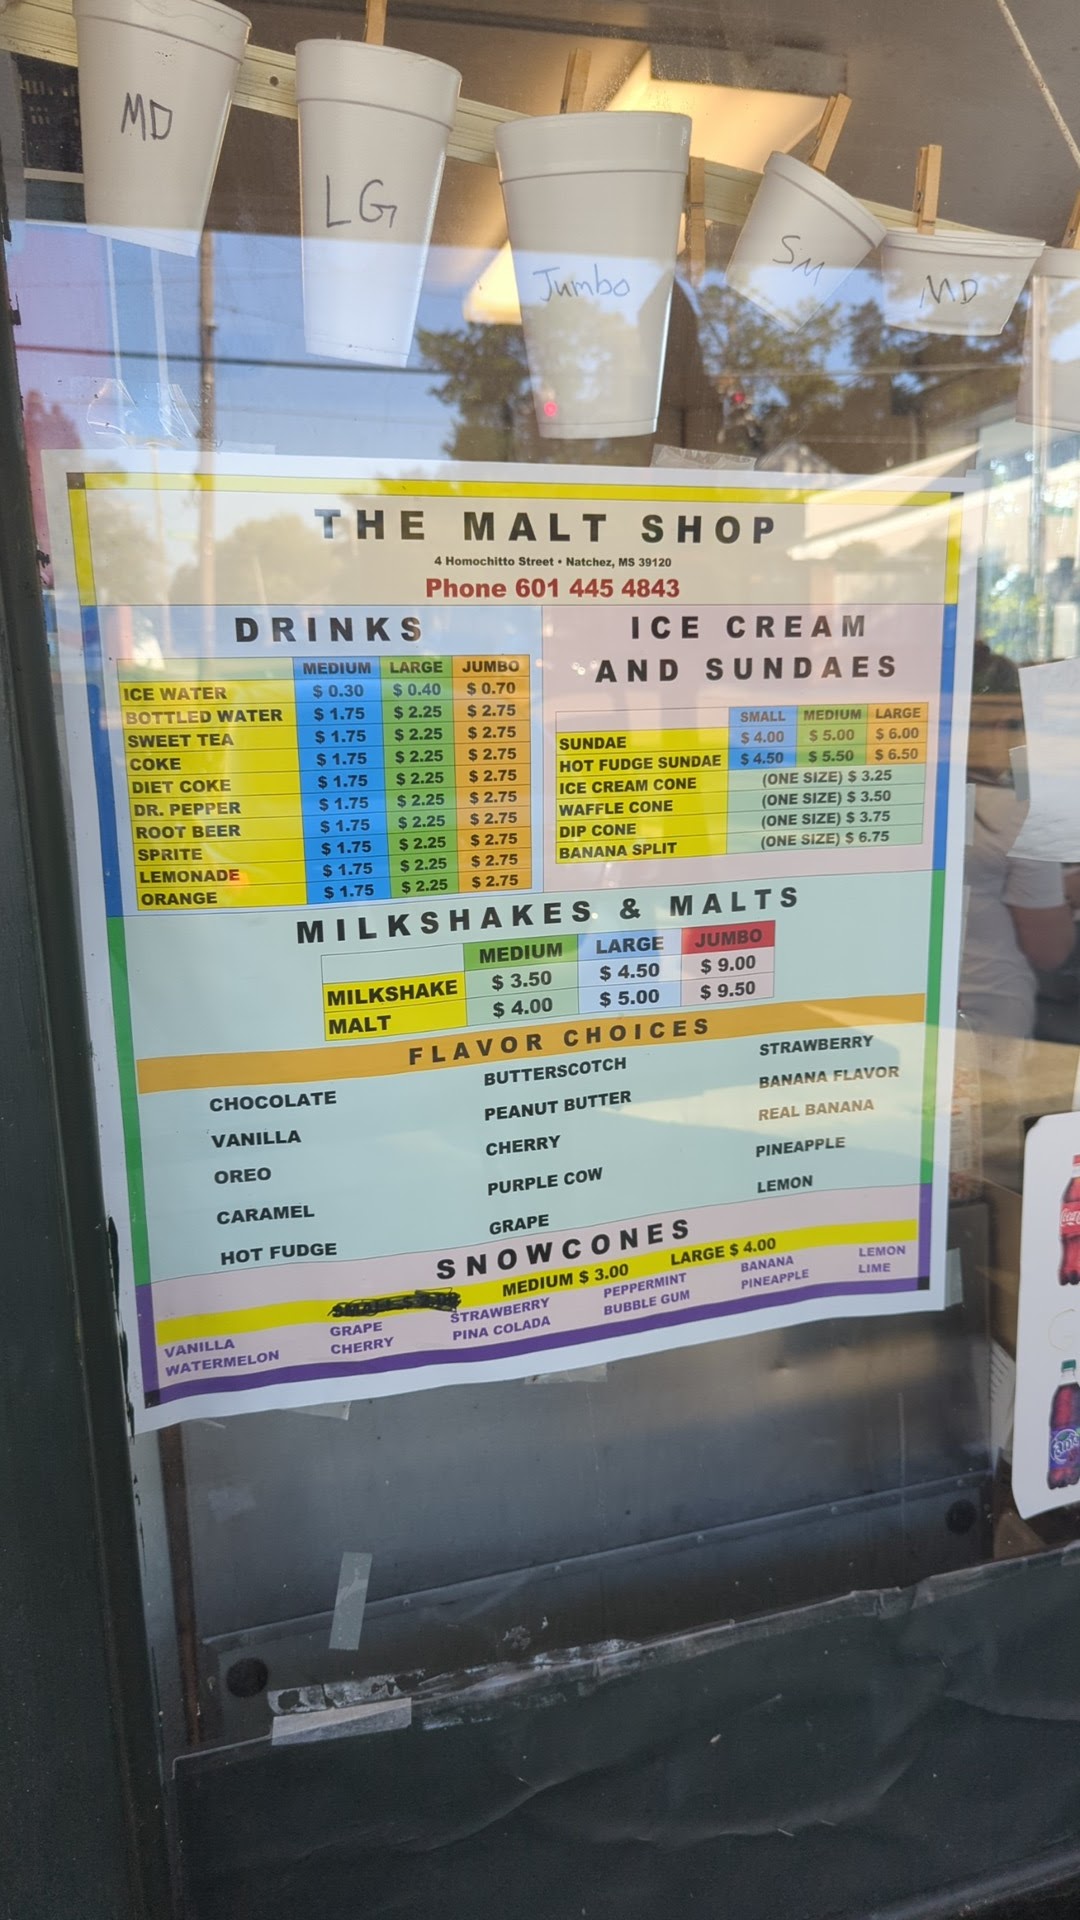 MD
LG
Jumbo
SM
MD
THE MALT SHOP
4 Homochitto Street • Natchez, MS 39120
Phone 601 445 4843
DRINKS
MEDIUM LARGE JUMBO
ICE WATER $ 0.30 $ 0.40 $ 0.70
BOTTLED WATER $ 1.75 $ 2.25 $ 2.75
SWEET TEA $ 1.75 $ 2.25 $ 2.75
COKE $ 1.75 $ 2.25 $ 2.75
DIET COKE $ 1.75 $ 2.25 $ 2.75
DR. PEPPER $ 1.75 $ 2.25 $ 2.75
ROOT BEER $ 1.75 $ 2.25 $ 2.75
SPRITE $ 1.75 $ 2.25 $ 2.75
LEMONADE $ 1.75 $ 2.25 $ 2.75
ORANGE $ 1.75 $ 2.25 $ 2.75
ICE CREAM
AND SUNDAES
SMALL MEDIUM LARGE
SUNDAE $ 4.00 $ 5.00 $ 6.00
HOT FUDGE SUNDAE $ 4.50 $ 5.50 $ 6.50
ICE CREAM CONE (ONE SIZE) $ 3.25
WAFFLE CONE (ONE SIZE) $ 3.50
DIP CONE (ONE SIZE) $ 3.75
BANANA SPLIT (ONE SIZE) $ 6.75
MILKSHAKES & MALTS
MEDIUM LARGE JUMBO
MILKSHAKE $ 3.50 $ 4.50 $ 9.00
MALT $ 4.00 $ 5.00 $ 9.50
FLAVOR CHOICES
CHOCOLATE BUTTERSCOTCH STRAWBERRY
VANILLA PEANUT BUTTER BANANA FLAVOR
OREO CHERRY REAL BANANA
CARAMEL PURPLE COW PINEAPPLE
HOT FUDGE GRAPE LEMON
SNOWCONES
MEDIUM $ 3.00 LARGE $ 4.00
VANILLA GRAPE STRAWBERRY PEPPERMINT BANANA LEMON
WATERMELON CHERRY PINA COLADA BUBBLE GUM PINEAPPLE LIME